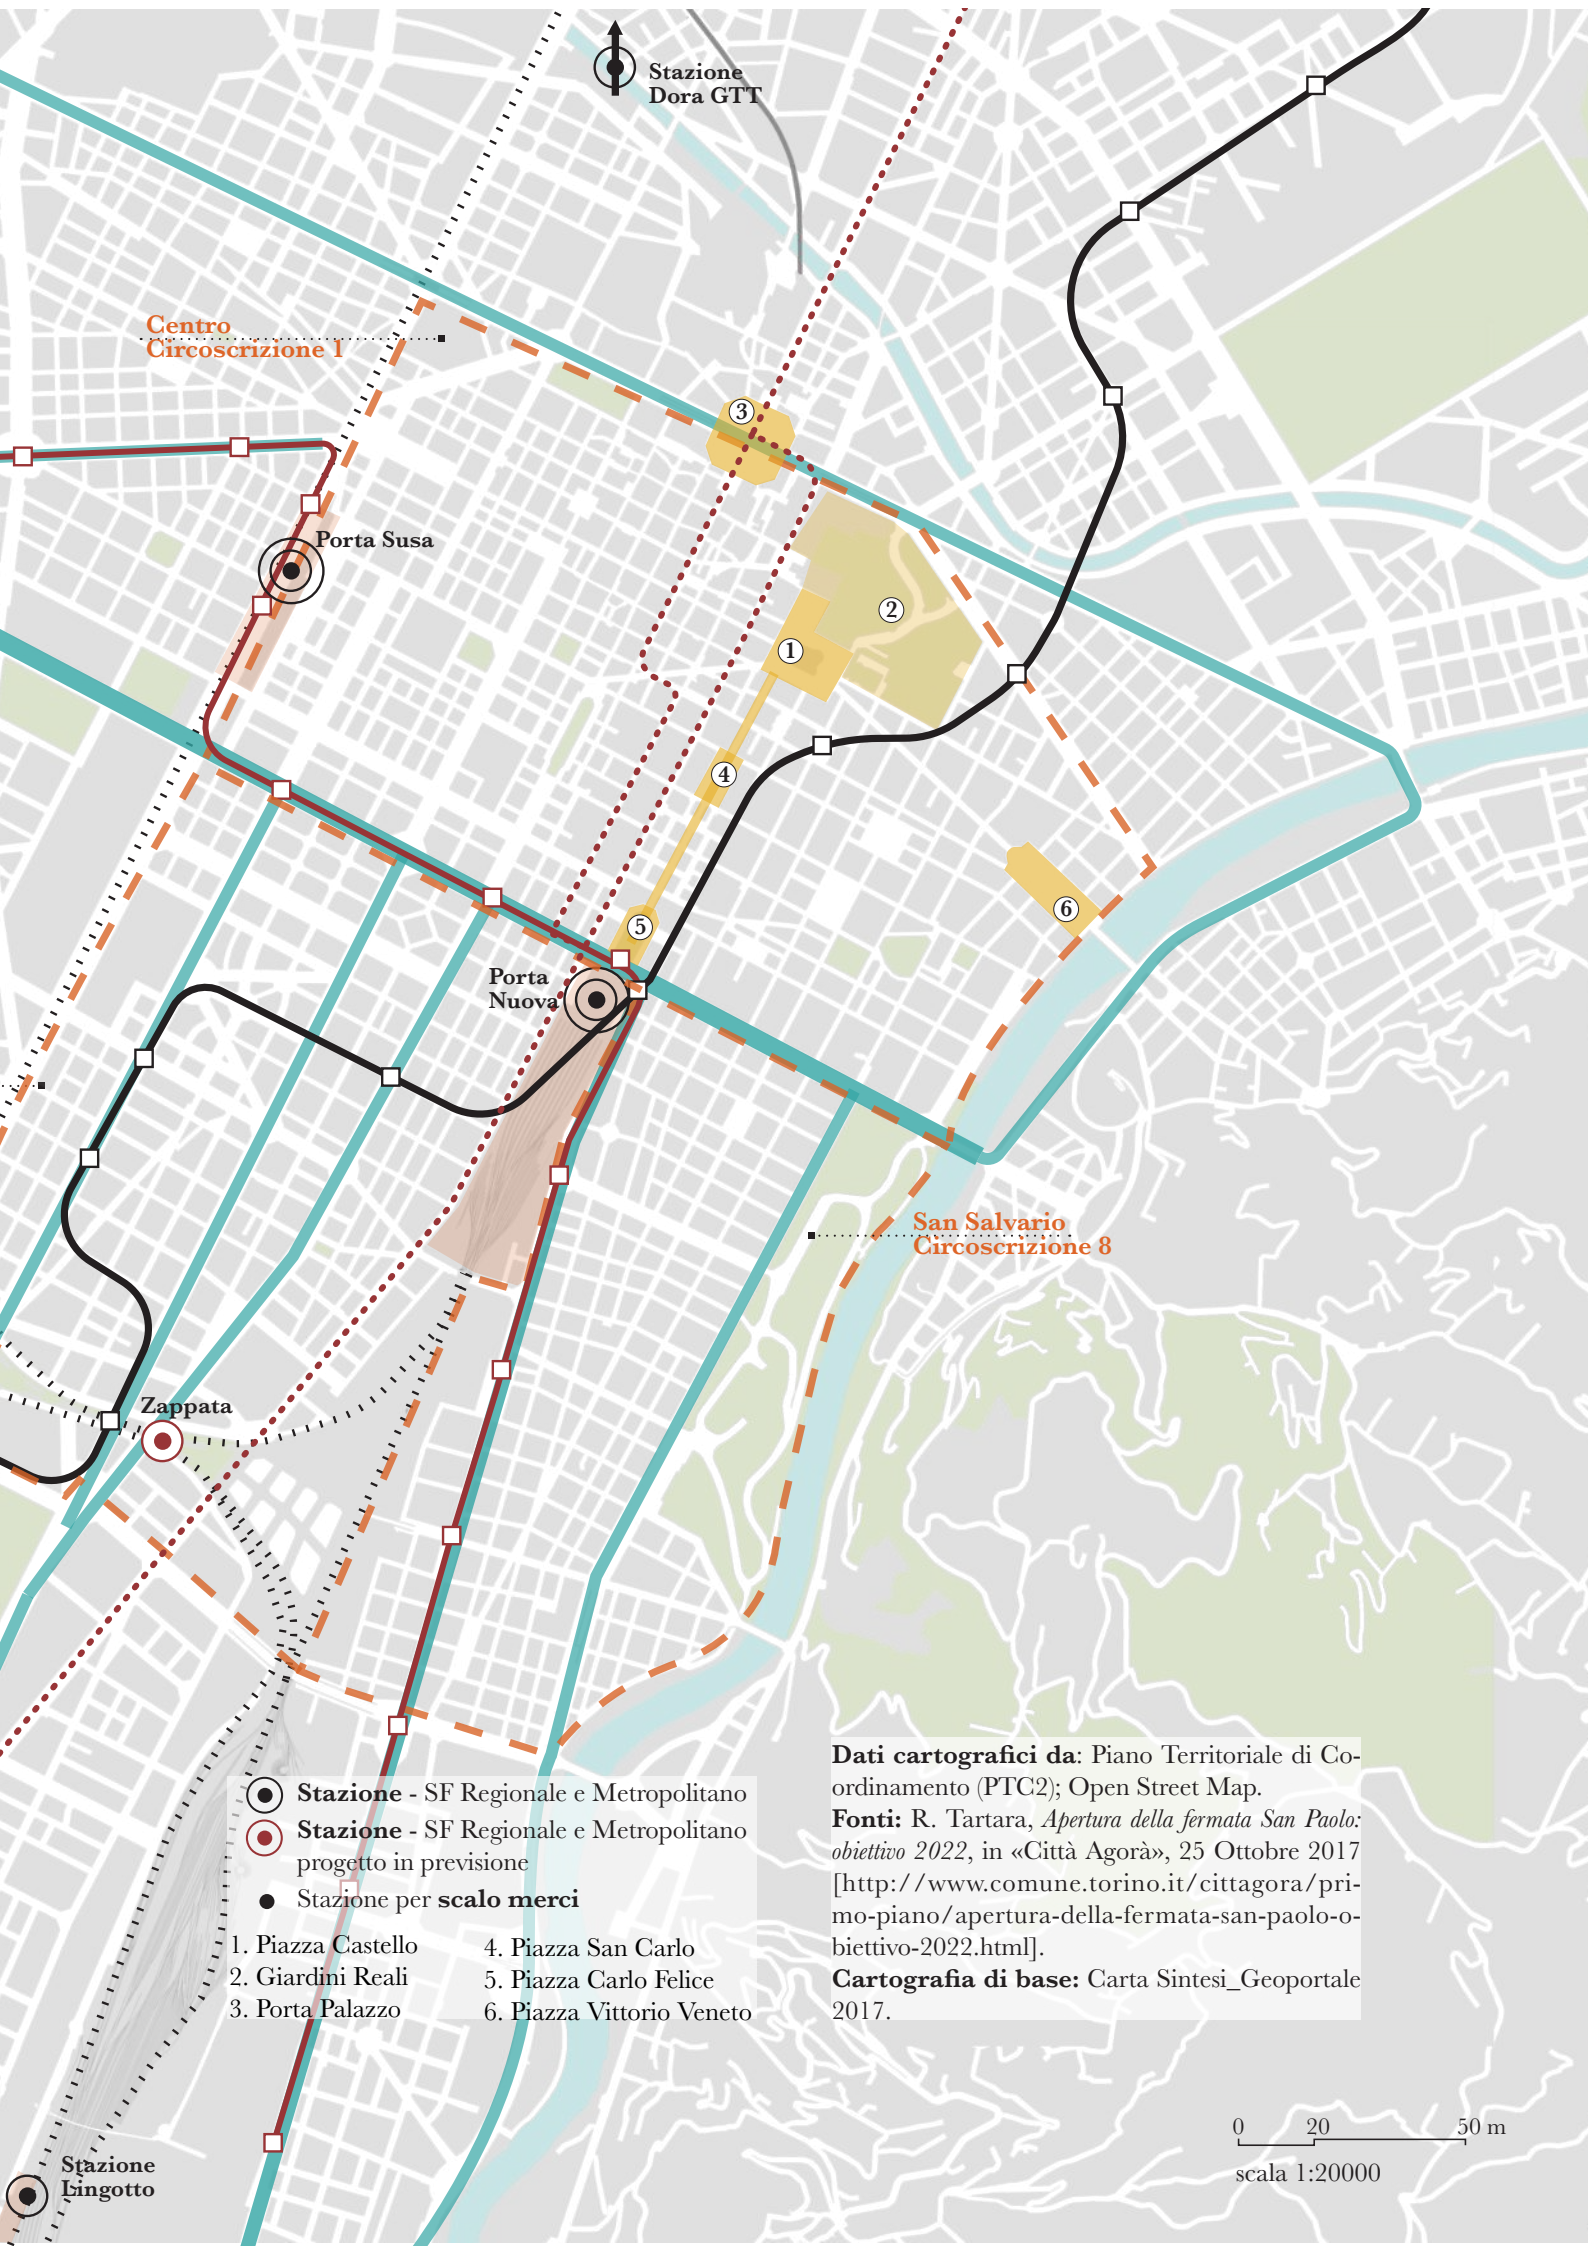 Stazione
Dora GTT
Centro
Circoscrizione 1
3
Porta Susa
2
1
4
6
5
Porta
Nuova
San Salvario
Circoscrizione 8
Zappata
Stazione - SF Regionale e Metropolitano
Stazione - SF Regionale e Metropolitano
progetto in previsione
Stazione per scalo merci
1. Piazza Castello
2. Giardini Reali
3. Porta Palazzo
4. Piazza San Carlo
5. Piazza Carlo Felice
6. Piazza Vittorio Veneto
Dati cartografici da: Piano Territoriale di Co-
ordinamento (PTC2); Open Street Map.
Fonti: R. Tartara, Apertura della fermata San Paolo:
obiettivo 2022, in «Città Agorà», 25 Ottobre 2017
[http://www.comune.torino.it/cittagora/pri-
mo-piano/apertura-della-fermata-san-paolo-o-
biettivo-2022.html].
Cartografia di base: Carta Sintesi_Geoportale
2017.
0 20 50 m
scala 1:20000
Stazione
Lingotto